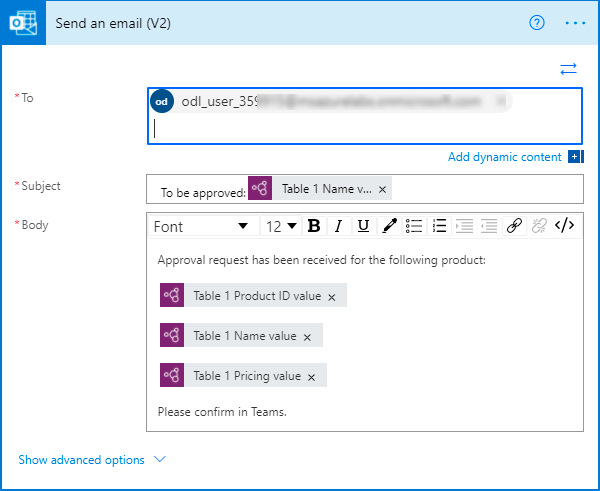 Send an email (V2)
* To
od odl_user_359
Add dynamic content
* Subject
To be approved: Table 1 Name v... ×
* Body
Font 12 B I U </>
Approval request has been received for the following product:
Table 1 Product ID value ×
Table 1 Name value ×
Table 1 Pricing value ×
Please confirm in Teams.
Show advanced options